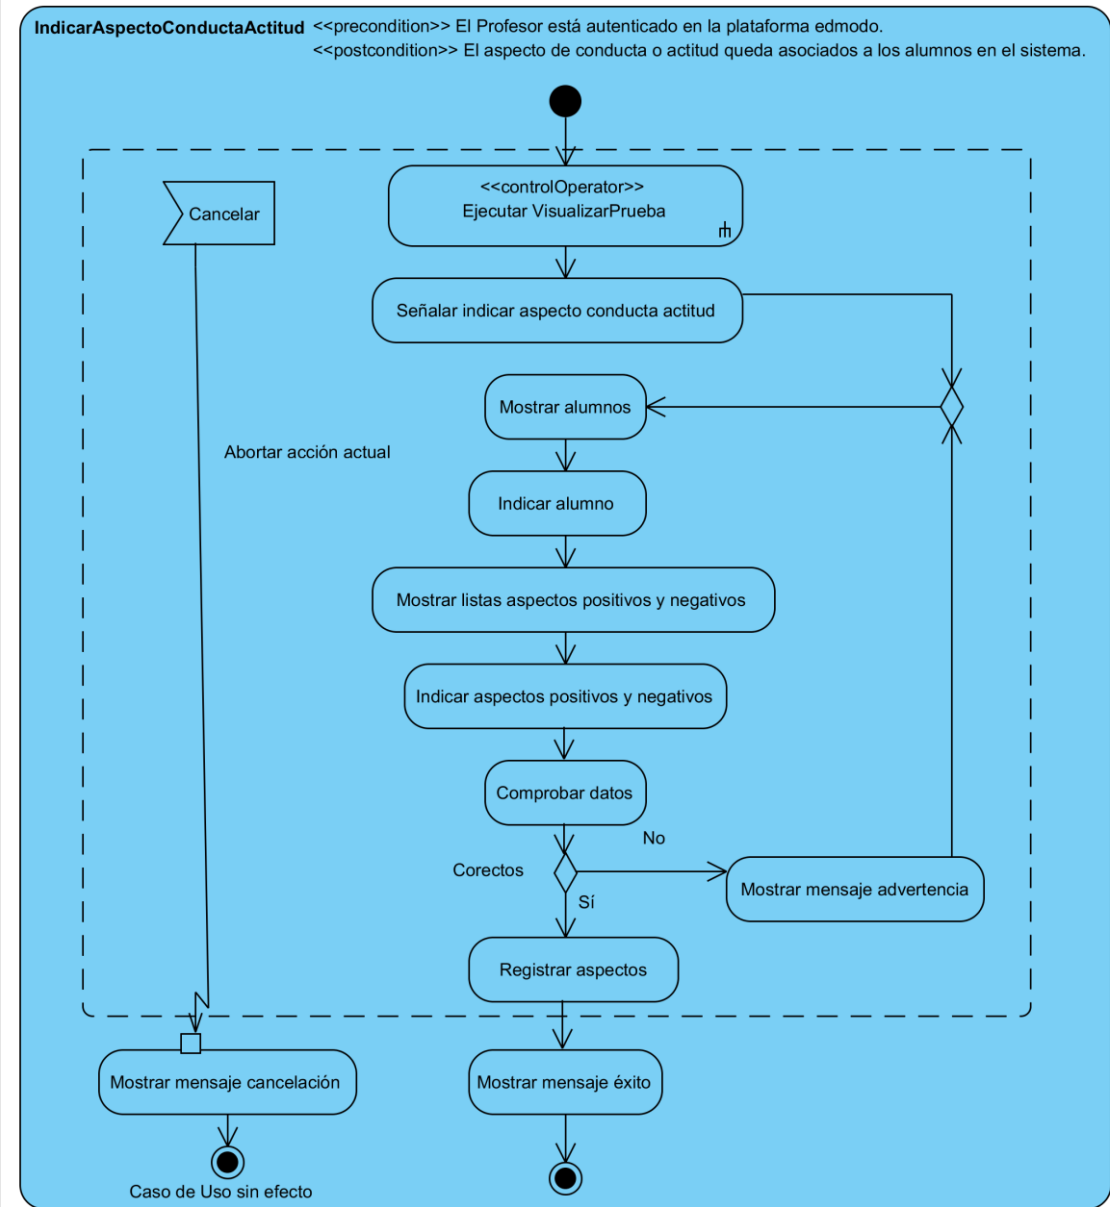 IndicarAspectoConductaActitud <<precondition>> El Profesor está autenticado en la plataforma edmodo.
<<postcondition>> El aspecto de conducta o actitud queda asociados a los alumnos en el sistema.
<<controlOperator>>
Ejecutar VisualizarPrueba
Cancelar
Señalar indicar aspecto conducta actitud
Mostrar alumnos
Abortar acción actual
Indicar alumno
Mostrar listas aspectos positivos y negativos
Indicar aspectos positivos y negativos
Comprobar datos
No
Corectos
Mostrar mensaje advertencia
Sí
Registrar aspectos
Mostrar mensaje cancelación
Mostrar mensaje éxito
Caso de Uso sin efecto